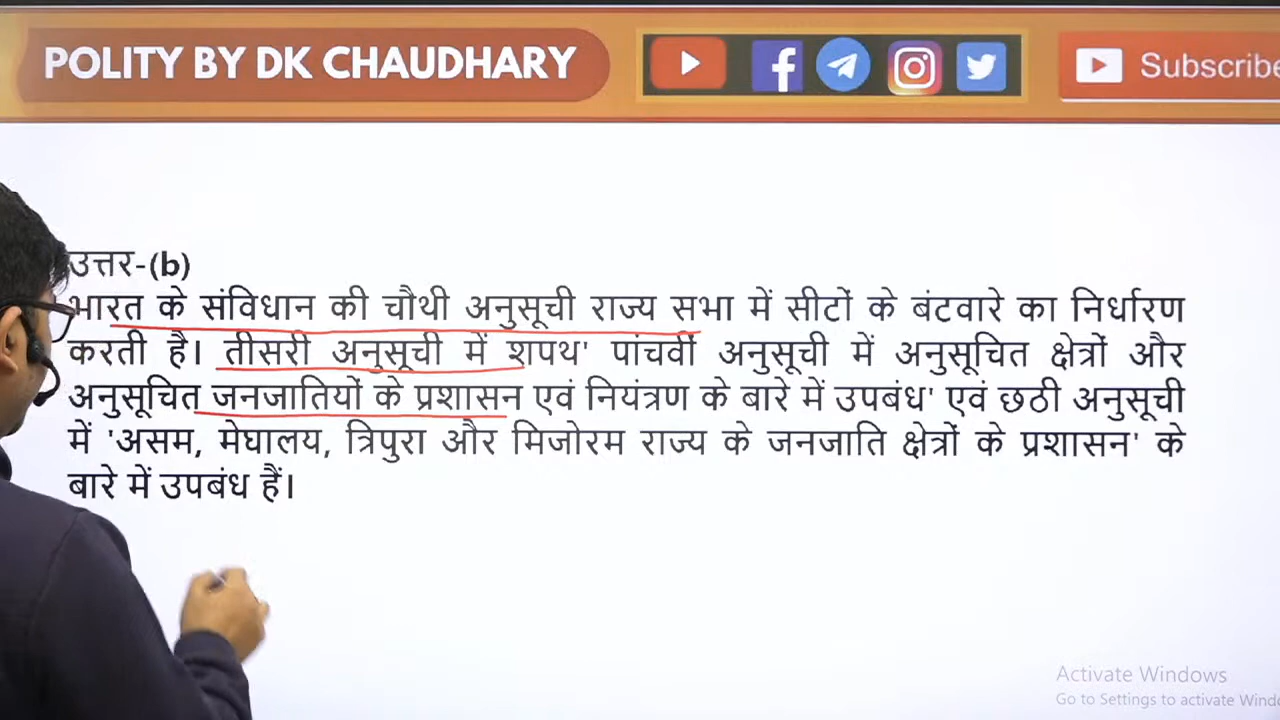 POLITY BY DK CHAUDHARY
Subscribe
उत्तर-(b)
भारत के संविधान की चौथी अनुसूची राज्य सभा में सीटों के बंटवारे का निर्धारण
करती है। तीसरी अनुसूची में शपथ' पांचवीं अनुसूची में अनुसूचित क्षेत्रों और
अनुसूचित जनजातियों के प्रशासन एवं नियंत्रण के बारे में उपबंध' एवं छठी अनुसूची
में 'असम, मेघालय, त्रिपुरा और मिजोरम राज्य के जनजाति क्षेत्रों के प्रशासन' के
बारे में उपबंध हैं।
Activate Windows
Go to Settings to activate Wind